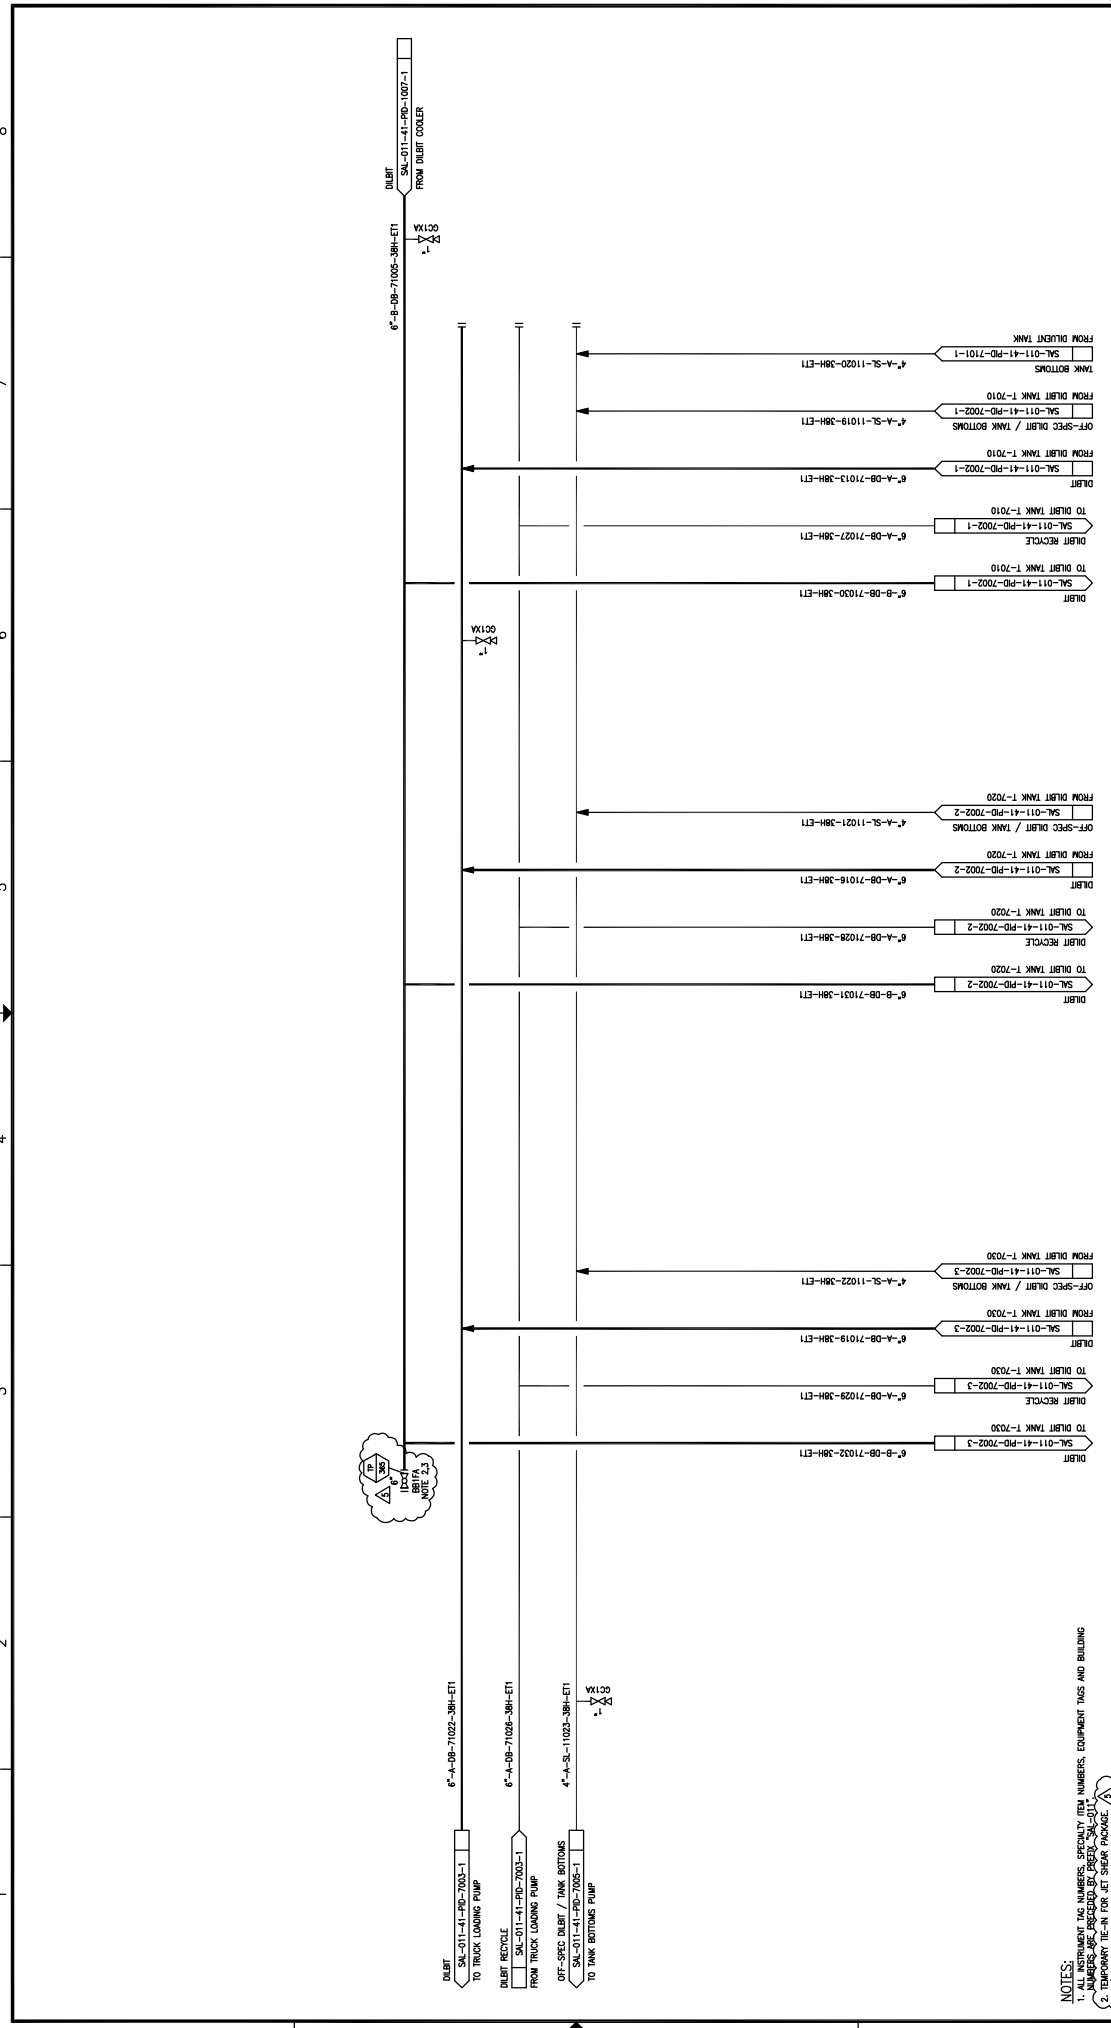 8
7
6
5
4
3
2
1
DILBIT
SAL-011-41-PID-1007-1
FROM DILBIT COOLER
6"-B-DB-71005-38H-ET1
GC1XA
1"
FROM DILUENT TANK
SAL-011-41-PID-7101-1
TANK BOTTOMS
4"-A-SL-11020-38H-ET1
FROM DILBIT TANK T-7010
SAL-011-41-PID-7002-1
OFF-SPEC DILBIT / TANK BOTTOMS
4"-A-SL-11019-38H-ET1
FROM DILBIT TANK T-7010
SAL-011-41-PID-7002-1
DILBIT
6"-A-DB-71013-38H-ET1
TO DILBIT TANK T-7010
SAL-011-41-PID-7002-1
DILBIT RECYCLE
6"-A-DB-71027-38H-ET1
TO DILBIT TANK T-7010
SAL-011-41-PID-7002-1
DILBIT
6"-B-DB-71030-38H-ET1
GC1XA
1"
FROM DILBIT TANK T-7020
SAL-011-41-PID-7002-2
OFF-SPEC DILBIT / TANK BOTTOMS
4"-A-SL-11021-38H-ET1
FROM DILBIT TANK T-7020
SAL-011-41-PID-7002-2
DILBIT
6"-A-DB-71016-38H-ET1
TO DILBIT TANK T-7020
SAL-011-41-PID-7002-2
DILBIT RECYCLE
6"-A-DB-71028-38H-ET1
TO DILBIT TANK T-7020
SAL-011-41-PID-7002-2
DILBIT
6"-B-DB-71031-38H-ET1
FROM DILBIT TANK T-7030
SAL-011-41-PID-7002-3
OFF-SPEC DILBIT / TANK BOTTOMS
4"-A-SL-11022-38H-ET1
FROM DILBIT TANK T-7030
SAL-011-41-PID-7002-3
DILBIT
6"-A-DB-71019-38H-ET1
TO DILBIT TANK T-7030
SAL-011-41-PID-7002-3
DILBIT RECYCLE
6"-A-DB-71029-38H-ET1
TO DILBIT TANK T-7030
SAL-011-41-PID-7002-3
DILBIT
6"-B-DB-71032-38H-ET1
TP
365
5
6"
BB1FA
NOTE 2,3
6"-A-DB-71022-38H-ET1
6"-A-DB-71026-38H-ET1
4"-A-SL-11023-38H-ET1
GC1XA
1"
DILBIT
SAL-011-41-PID-7003-1
TO TRUCK LOADING PUMP
DILBIT RECYCLE
SAL-011-41-PID-7003-1
FROM TRUCK LOADING PUMP
OFF-SPEC DILBIT / TANK BOTTOMS
SAL-011-41-PID-7005-1
TO TANK BOTTOMS PUMP
NOTES:
1. ALL INSTRUMENT TAG NUMBERS, SPECIALTY ITEM NUMBERS, EQUIPMENT TAGS AND BUILDING
NUMBERS ARE PRECEDED BY PREFIX "SAL-011".
2. TEMPORARY TIE-IN FOR JET SHEAR PACKAGE.
5